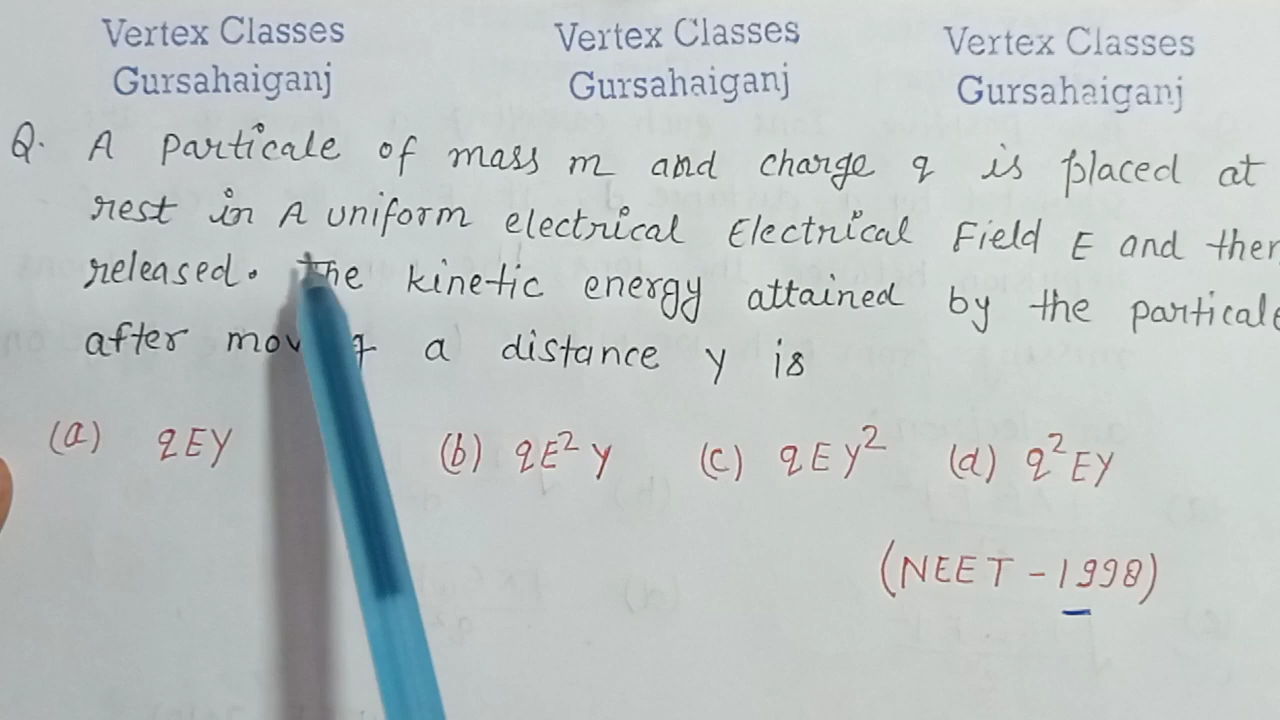 Vertex Classes Vertex Classes Vertex Classes
Gursahaiganj Gursahaiganj Gursahaiganj
Q. A particale of mass m and charge q is placed at
rest in A uniform electrical Electrical Field E and then
released. The kinetic energy attained by the particale
after a distance y is
(a) qEy (b) qE²y (c) qEy² (d) q²Ey
(NEET - 1998)